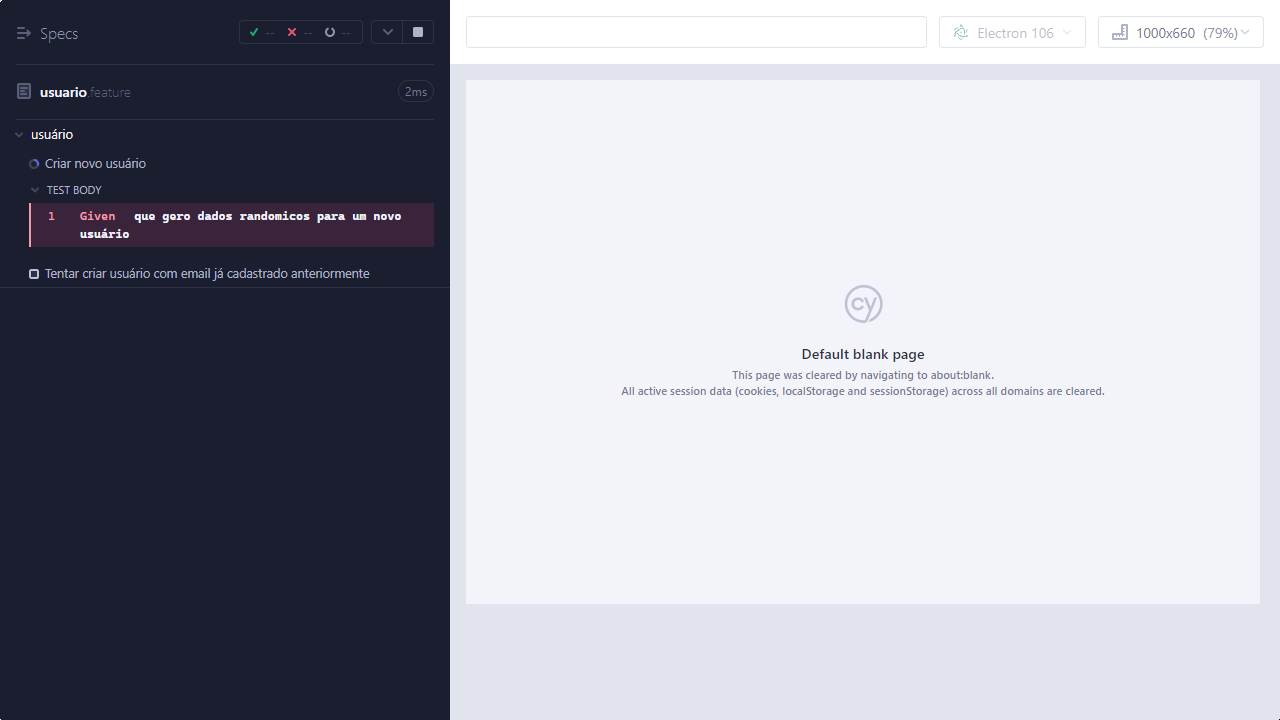 Specs
--
--
--
Electron 106
1000x660 (79%)
usuario.feature
2ms
usuário
Criar novo usuário
TEST BODY
1 Given que gero dados randomicos para um novo
usuário
Tentar criar usuário com email já cadastrado anteriormente
cy
Default blank page
This page was cleared by navigating to about:blank.
All active session data (cookies, localStorage and sessionStorage) across all domains are cleared.